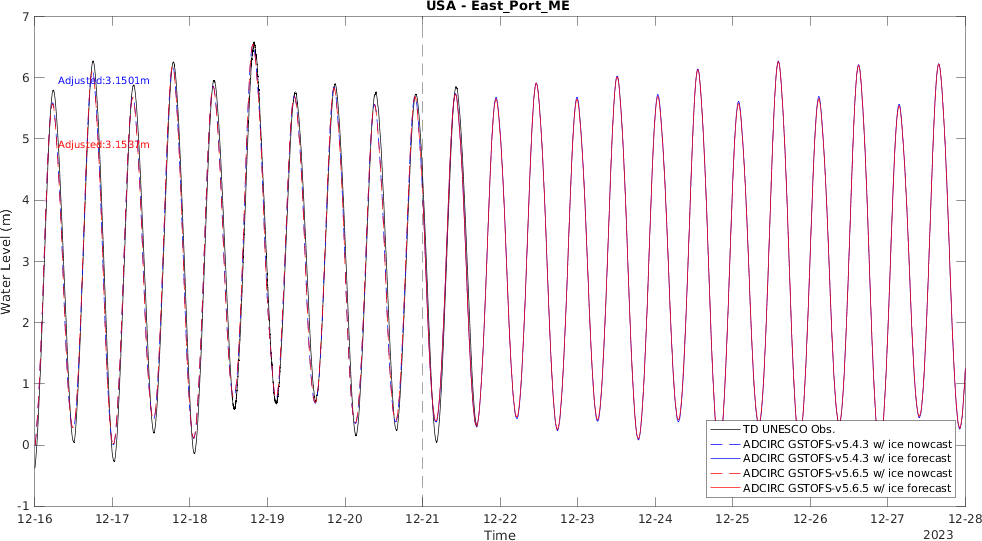 USA - East_Port_ME
7
6
5
4
3
2
1
0
-1
Water Level (m)
Adjusted:3.1501m
Adjusted:3.1537m
TD UNESCO Obs.
ADCIRC GSTOFS-v5.4.3 w/ ice nowcast
ADCIRC GSTOFS-v5.4.3 w/ ice forecast
ADCIRC GSTOFS-v5.6.5 w/ ice nowcast
ADCIRC GSTOFS-v5.6.5 w/ ice forecast
12-16 12-17 12-18 12-19 12-20 12-21 12-22 12-23 12-24 12-25 12-26 12-27 12-28
Time
2023